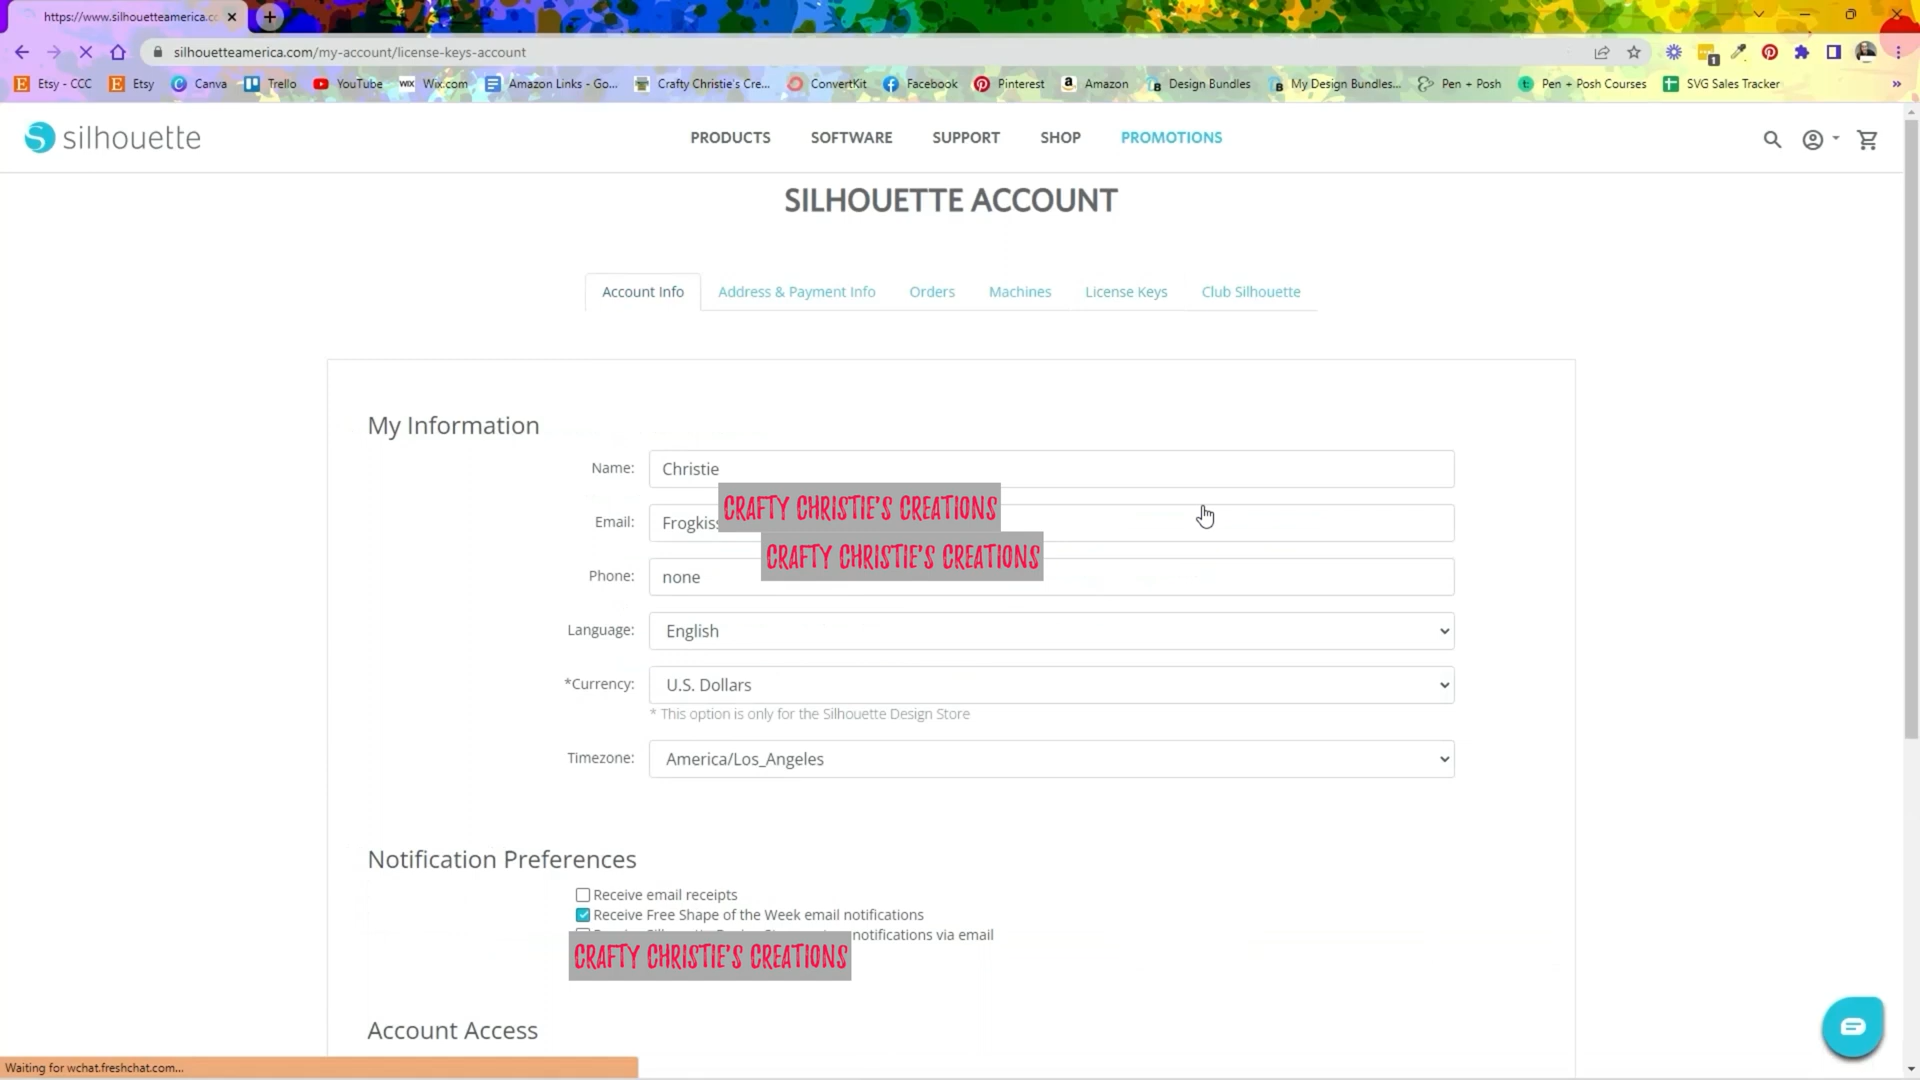 https://www.silhouetteamerica.cc
silhouetteamerica.com/my-account/license-keys-account
Etsy - CCC Etsy Canva Trello YouTube Wix.com Amazon Links - Go... Crafty Christie's Cre... ConvertKit Facebook Pinterest Amazon Design Bundles My Design Bundles... Pen + Posh Pen + Posh Courses SVG Sales Tracker »
silhouette PRODUCTS SOFTWARE SUPPORT SHOP PROMOTIONS
SILHOUETTE ACCOUNT
Account Info Address & Payment Info Orders Machines License Keys Club Silhouette
My Information
Name: Christie
CRAFTY CHRISTIE'S CREATIONS
Email: Frogkiss
CRAFTY CHRISTIE'S CREATIONS
Phone: none
Language: English
*Currency: U.S. Dollars
* This option is only for the Silhouette Design Store
Timezone: America/Los_Angeles
Notification Preferences
Receive email receipts
Receive Free Shape of the Week email notifications
notifications via email
CRAFTY CHRISTIE'S CREATIONS
Account Access
Waiting for wchat.freshchat.com...